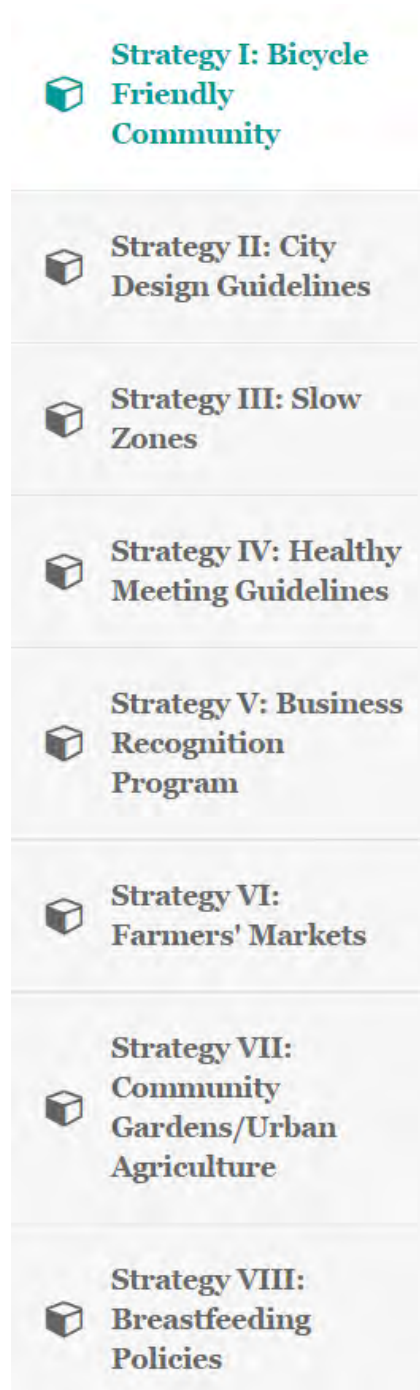 Strategy I: Bicycle
Friendly
Community
Strategy II: City
Design Guidelines
Strategy III: Slow
Zones
Strategy IV: Healthy
Meeting Guidelines
Strategy V: Business
Recognition
Program
Strategy VI:
Farmers' Markets
Strategy VII:
Community
Gardens/Urban
Agriculture
Strategy VIII:
Breastfeeding
Policies